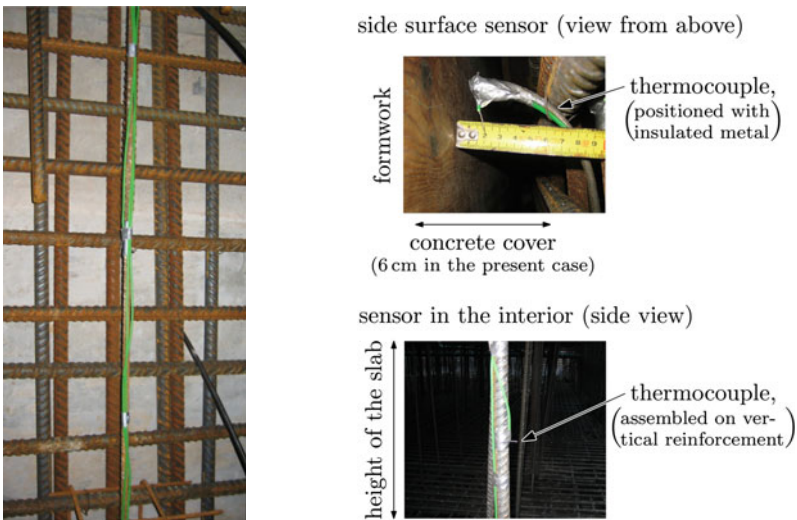 side surface sensor (view from above)
formwork
thermocouple,
(positioned with
insulated metal)
concrete cover
(6 cm in the present case)
sensor in the interior (side view)
height of the slab
thermocouple,
(assembled on ver-
tical reinforcement)